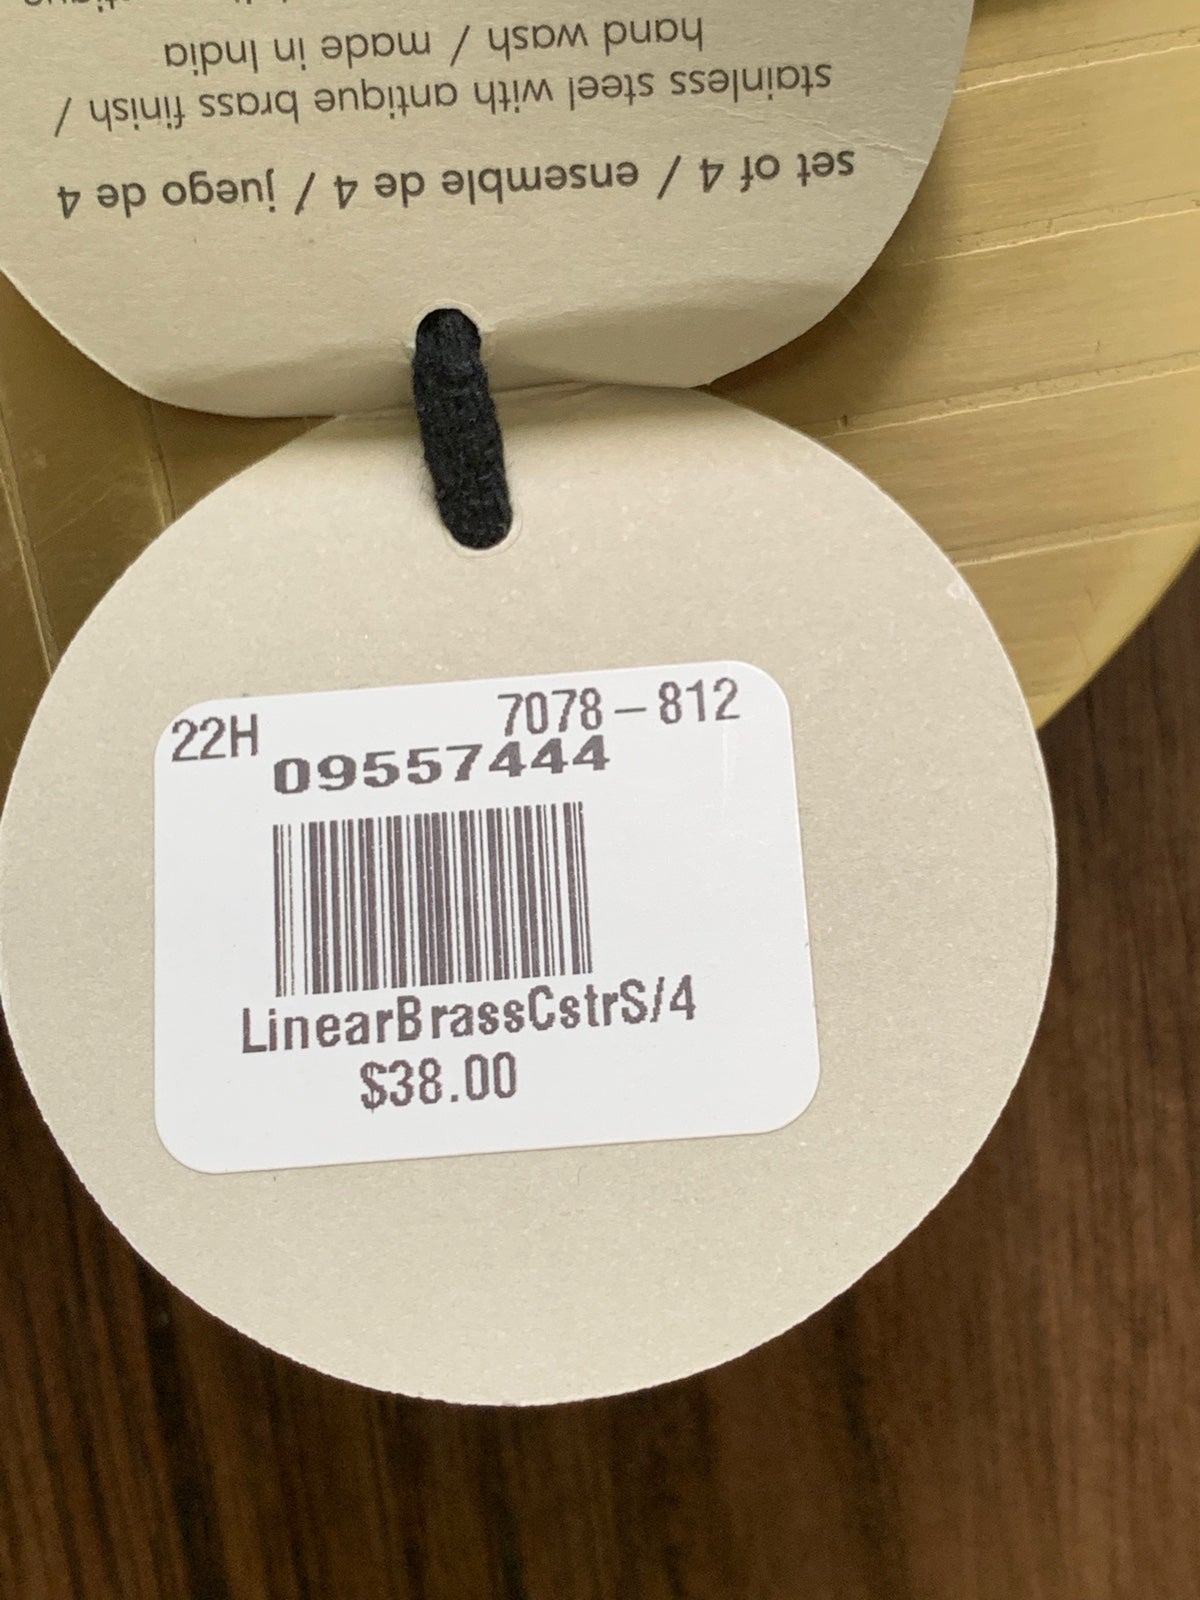 set of 4 / ensemble de 4 / juego de 4
stainless steel with antique brass finish /
hand wash / made in India
22H 7078-812
09557444
LinearBrassCstrS/4
$38.00